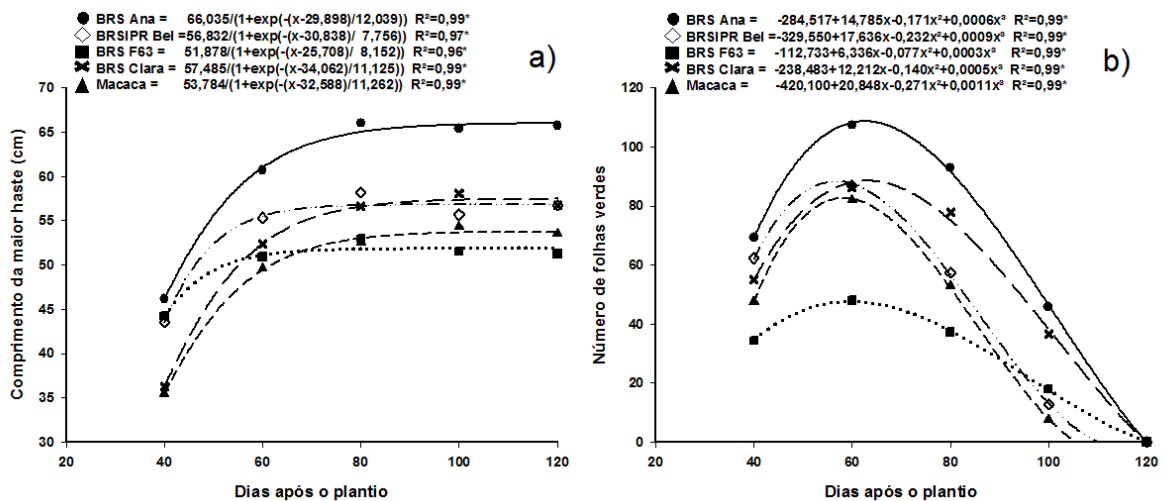 BRS Ana = 66,035/(1+exp(-(x-29,898)/12,039)) R²=0,99*
BRSIPR Bel=56,832/(1+exp(-(x-30,838)/ 7,756)) R²=0,97*
BRS F63 = 51,878/(1+exp(-(x-25,708)/ 8,152)) R²=0,96*
BRS Clara = 57,485/(1+exp(-(x-34,062)/11,125)) R²=0,99*
Macaca = 53,784/(1+exp(-(x-32,588)/11,262)) R²=0,99*
a)
70
65
60
55
50
45
40
35
30
Comprimento da maior haste (cm)
20
40
60
80
100
120
Dias após o plantio
BRS Ana = -284,517+14,785x-0,171x²+0,0006x³ R²=0,99*
BRSIPR Bel=-329,550+17,636x-0,232x²+0,0009x³ R²=0,99*
BRS F63= -112,733+6,336x-0,077x²+0,0003x³ R²=0,99*
BRS Clara = -238,483+12,212x-0,140x²+0,0005x³ R²=0,99*
Macaca = -420,100+20,848x-0,271x²+0,0011x³ R²=0,99*
b)
120
100
80
60
40
20
0
Número de folhas verdes
20
40
60
80
100
120
Dias após o plantio